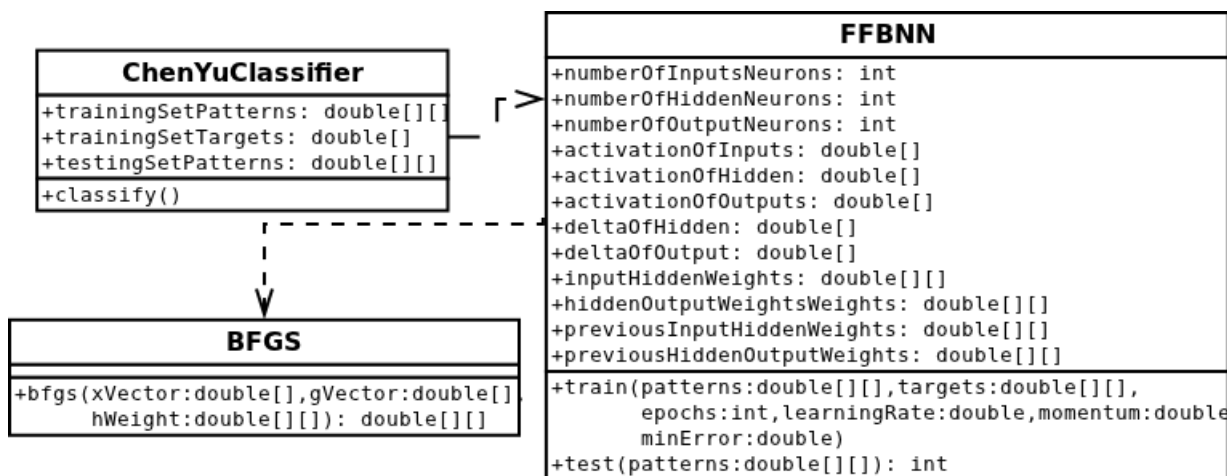 ChenYuClassifier
+trainingSetPatterns: double[][]
+trainingSetTargets: double[]
+testingSetPatterns: double[][]
+classify()
FFBNN
+numberOfInputsNeurons: int
+numberOfHiddenNeurons: int
+numberOfOutputNeurons: int
+activationOfInputs: double[]
+activationOfHidden: double[]
+activationOfOutputs: double[]
+deltaOfHidden: double[]
+deltaOfOutput: double[]
+inputHiddenWeights: double[][]
+hiddenOutputWeightsWeights: double[][]
+previousInputHiddenWeights: double[][]
+previousHiddenOutputWeights: double[][]
+train(patterns:double[][],targets:double[][],
epochs:int,learningRate:double,momentum:double
minError:double)
+test(patterns:double[][]): int
BFGS
+bfgs(xVector:double[],gVector:double[],
hWeight:double[][]): double[][]